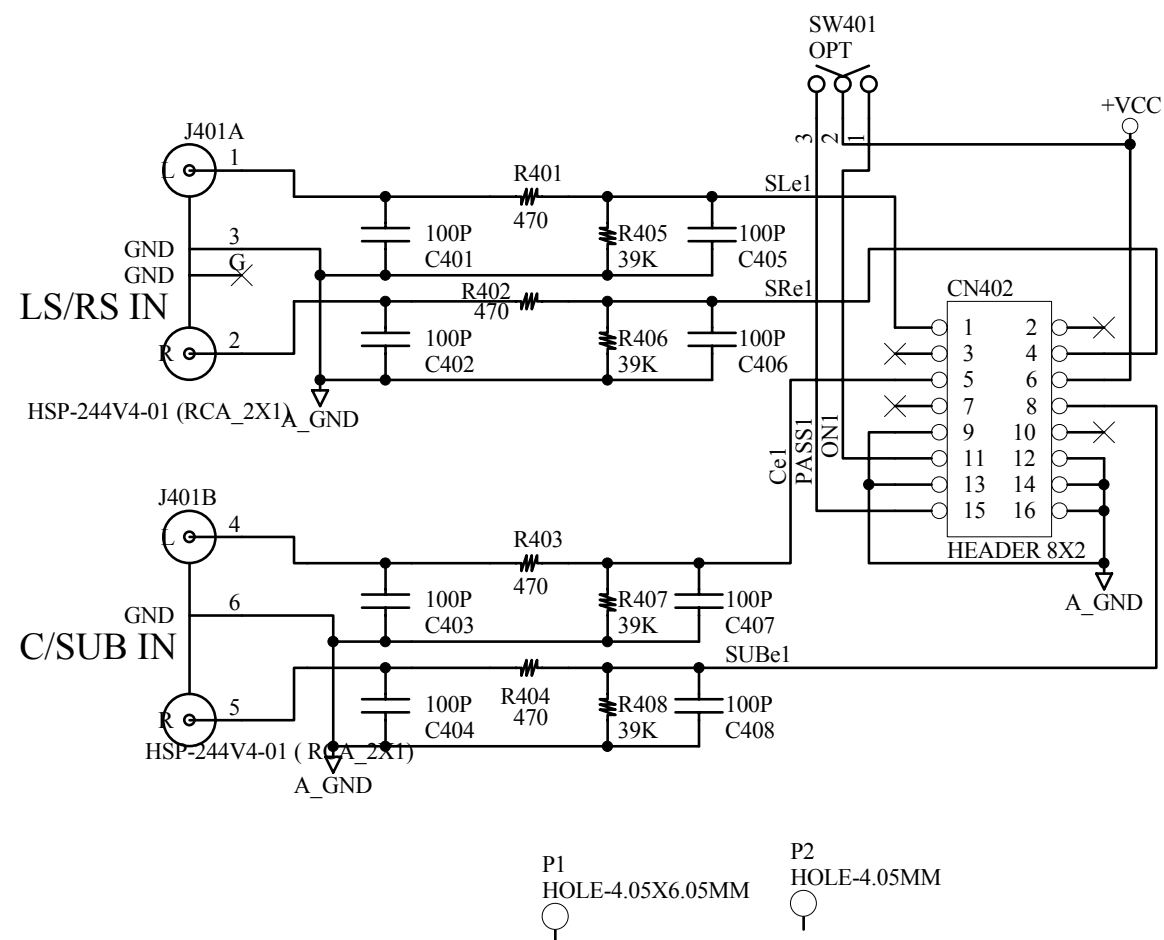 SW401
OPT
+VCC
3
2
1
J401A
L
1
R401
470
SLe1
GND
3
GND
G
100P
C401
R405
39K
100P
C405
LS/RS IN
R402
470
SRe1
R
2
100P
C402
R406
39K
100P
C406
HSP-244V4-01 (RCA_2X1)
A_GND
CN402
1 2
3 4
5 6
7 8
9 10
11 12
13 14
15 16
HEADER 8X2
A_GND
Ce1
PASS1
ON1
J401B
L
4
R403
470
GND
6
100P
C403
R407
39K
100P
C407
C/SUB IN
SUBe1
R
5
R404
470
100P
C404
R408
39K
100P
C408
HSP-244V4-01 ( RCA_2X1)
A_GND
P1
HOLE-4.05X6.05MM
P2
HOLE-4.05MM